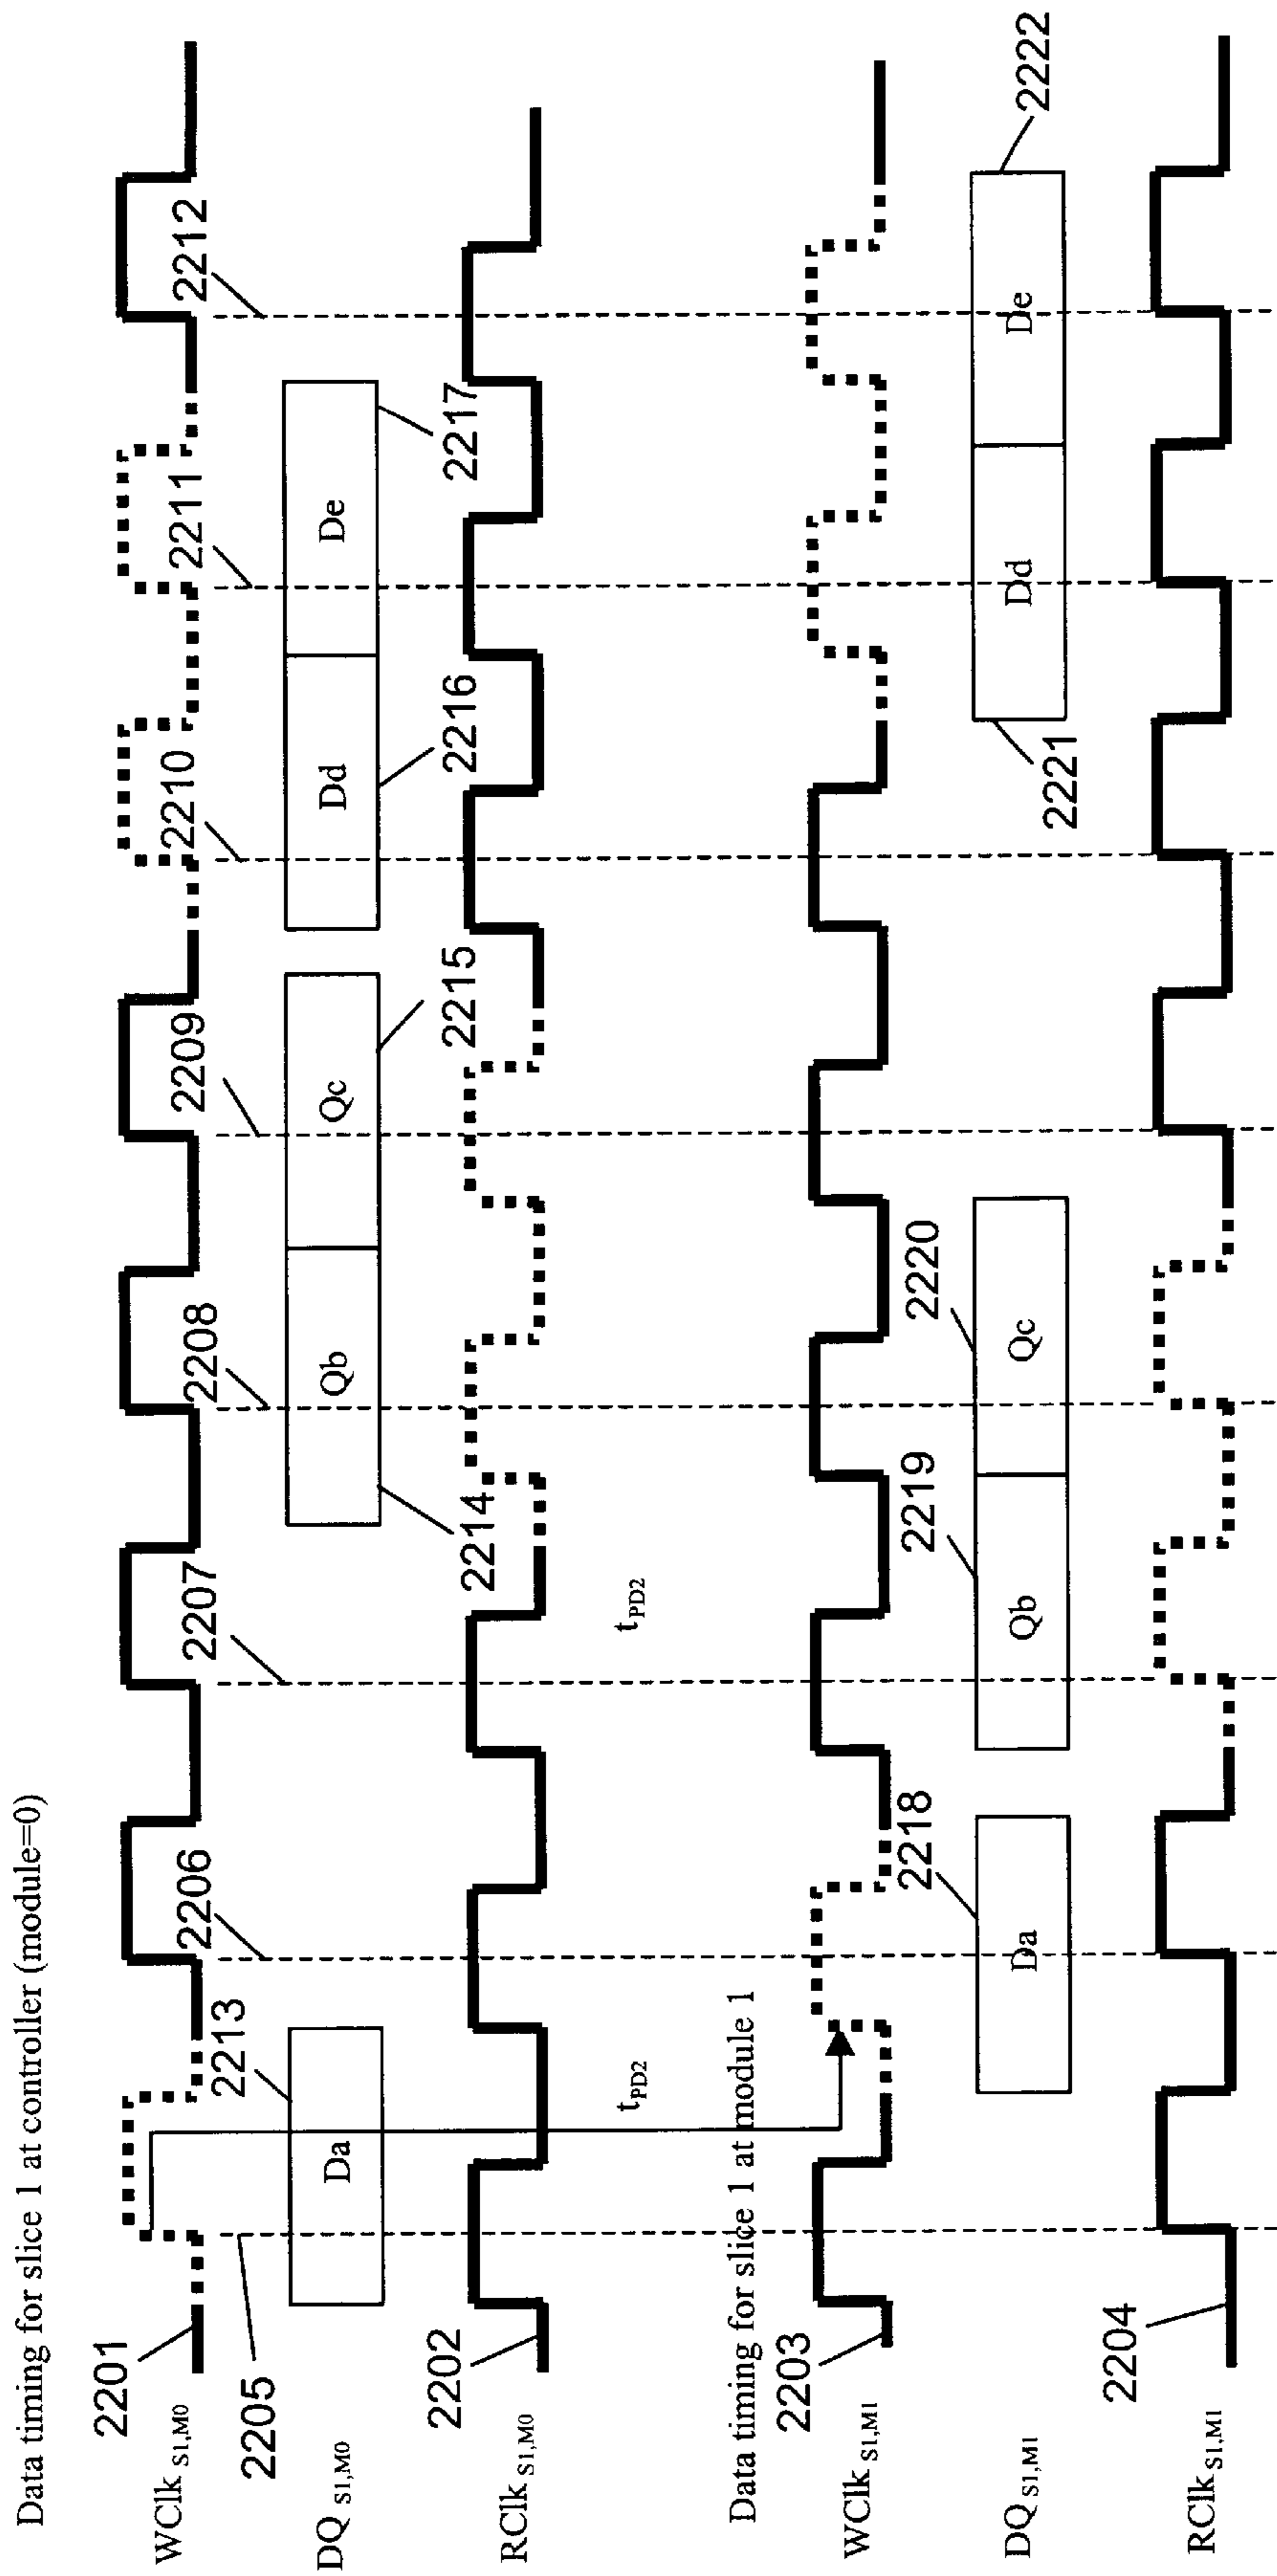 Data timing for slice 1 at controller (module=0)
WClk S1,M0
2201
2205
2206
2207
2208
2209
2210
2211
2212
DQ S1,M0
Da
2213
Qb
2214
Qc
2215
Dd
2216
De
2217
RClk S1,M0
2202
tPD2
tPD2
Data timing for slice 1 at module 1
WClk S1,M1
2203
DQ S1,M1
Da
2218
Qb
2219
Qc
2220
Dd
2221
De
2222
RClk S1,M1
2204